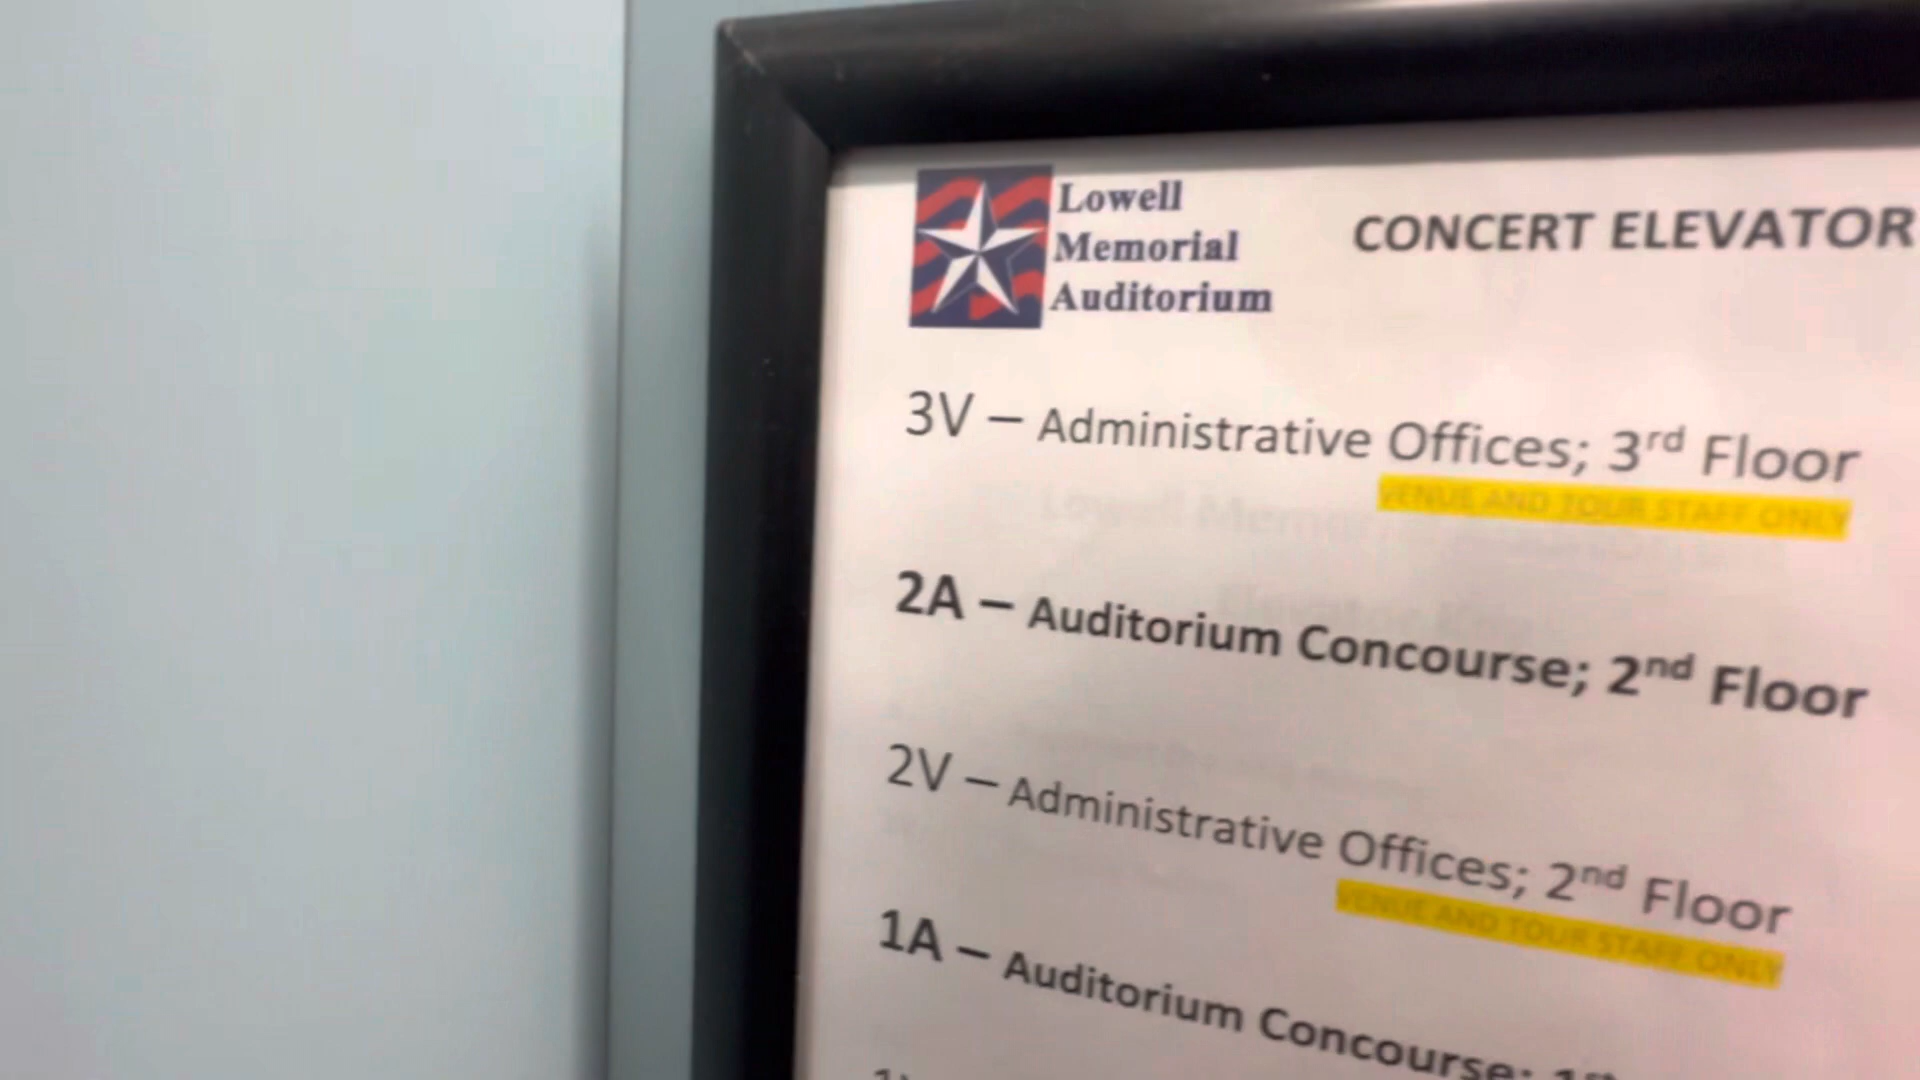 Lowell
Memorial
Auditorium
CONCERT ELEVATOR
3V – Administrative Offices; 3rd Floor
VENUE AND TOUR STAFF ONLY
2A – Auditorium Concourse; 2nd Floor
2V – Administrative Offices; 2nd Floor
VENUE AND TOUR STAFF ONLY
1A – Auditorium Concourse;